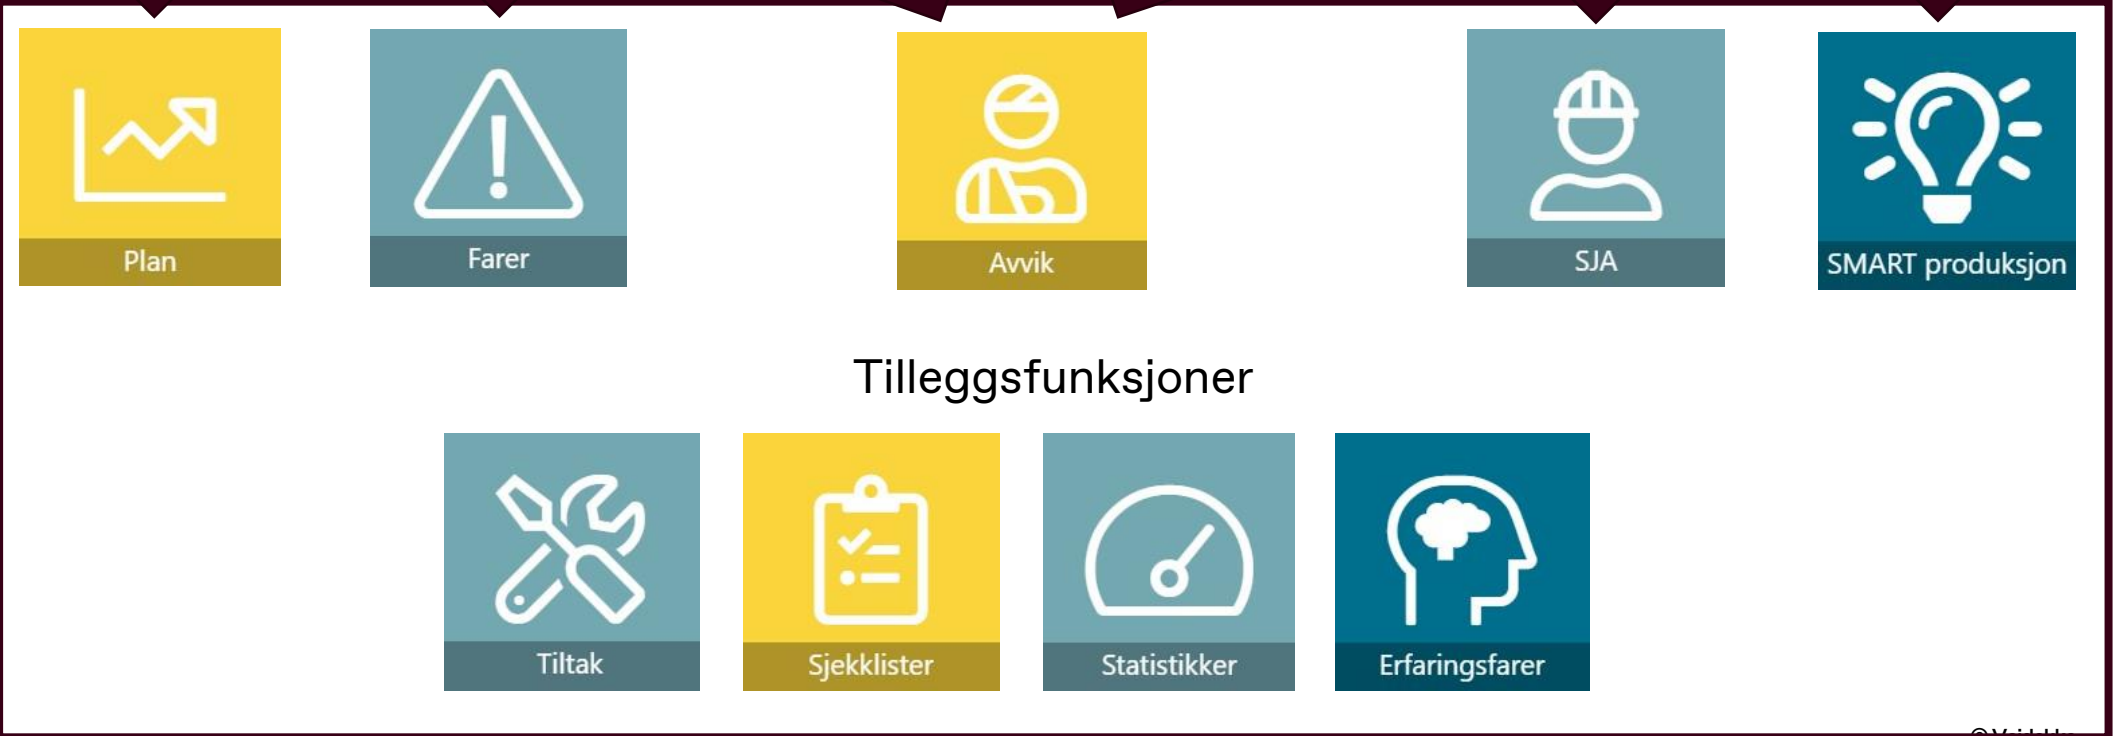 Plan
Farer
Avvik
SJA
SMART produksjon
Tilleggsfunksjoner
Tiltak
Sjekklister
Statistikker
Erfaringsfarer